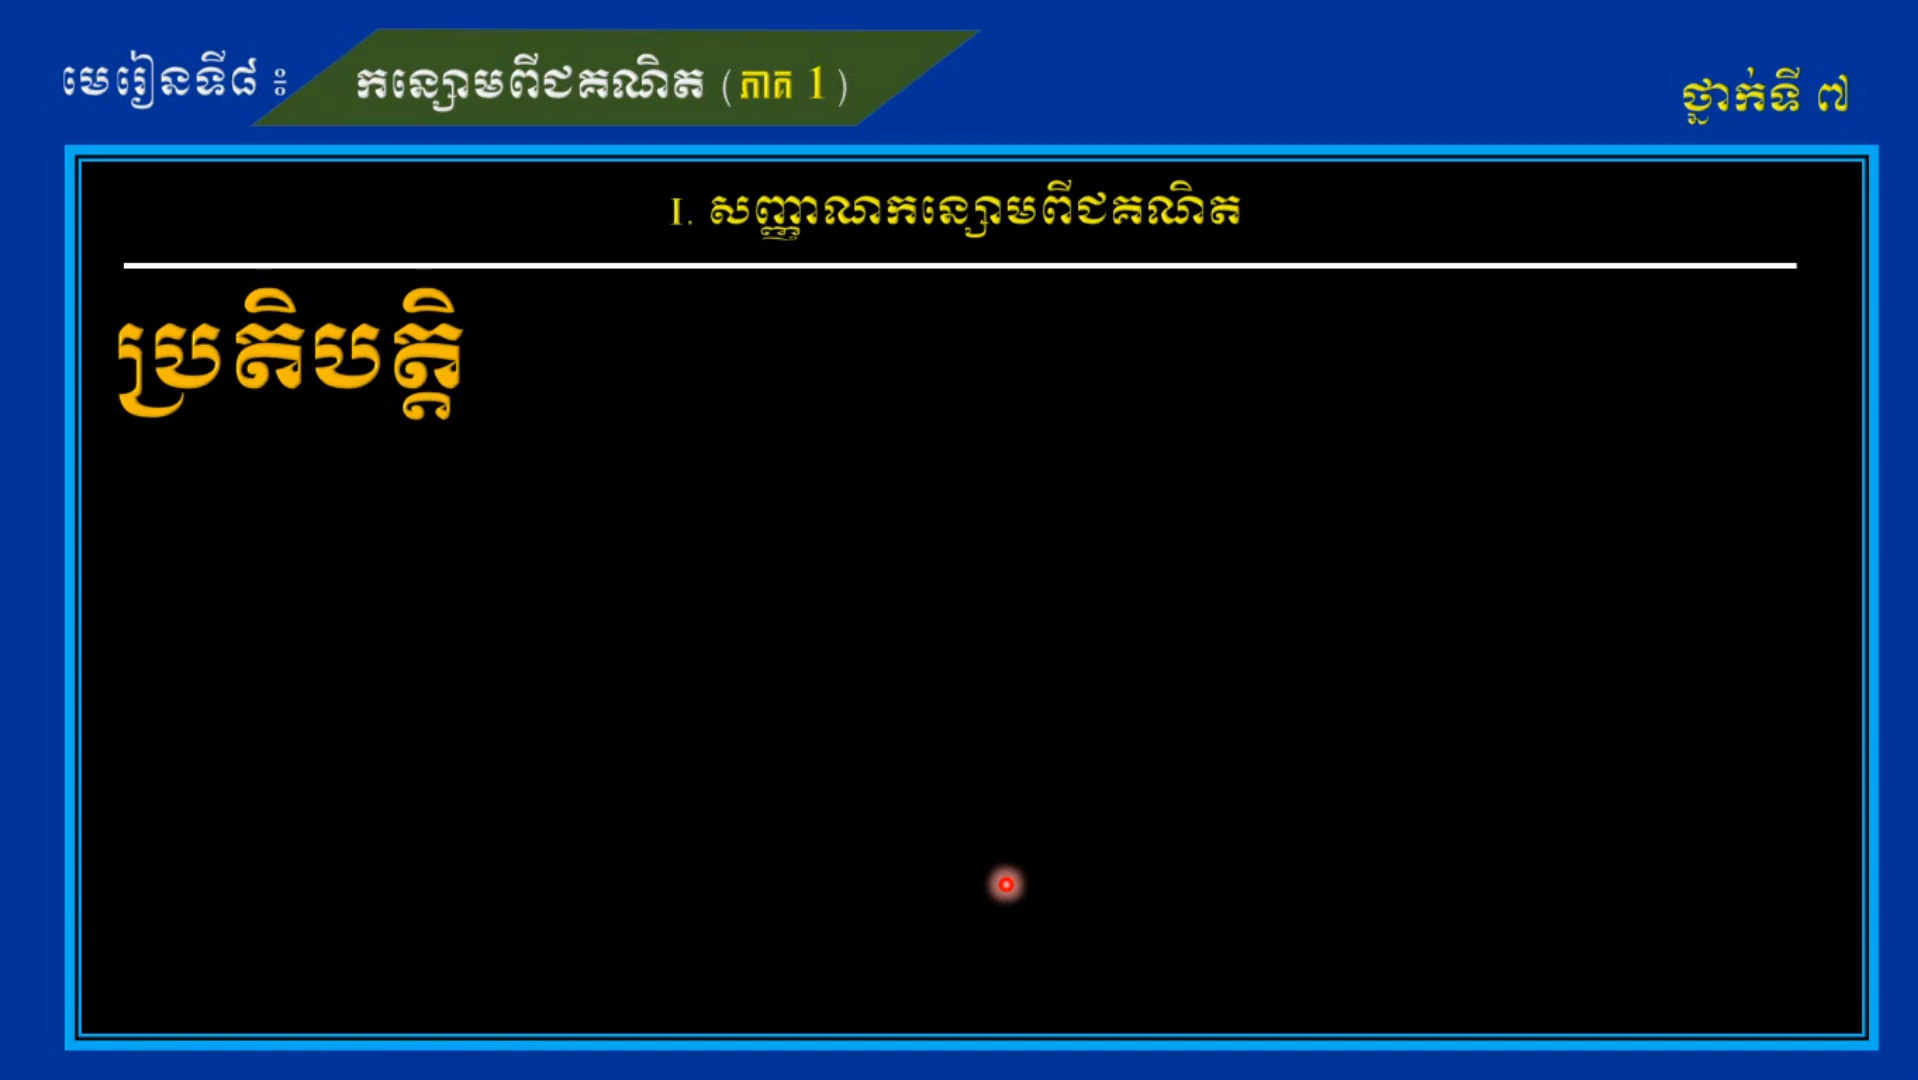 មេរៀនទី៨ ៖ កន្សោមពីជគណិត (ភាគ 1)
ថ្នាក់ទី ៧
I. សញ្ញាណកន្សោមពីជគណិត
ប្រតិបត្តិ